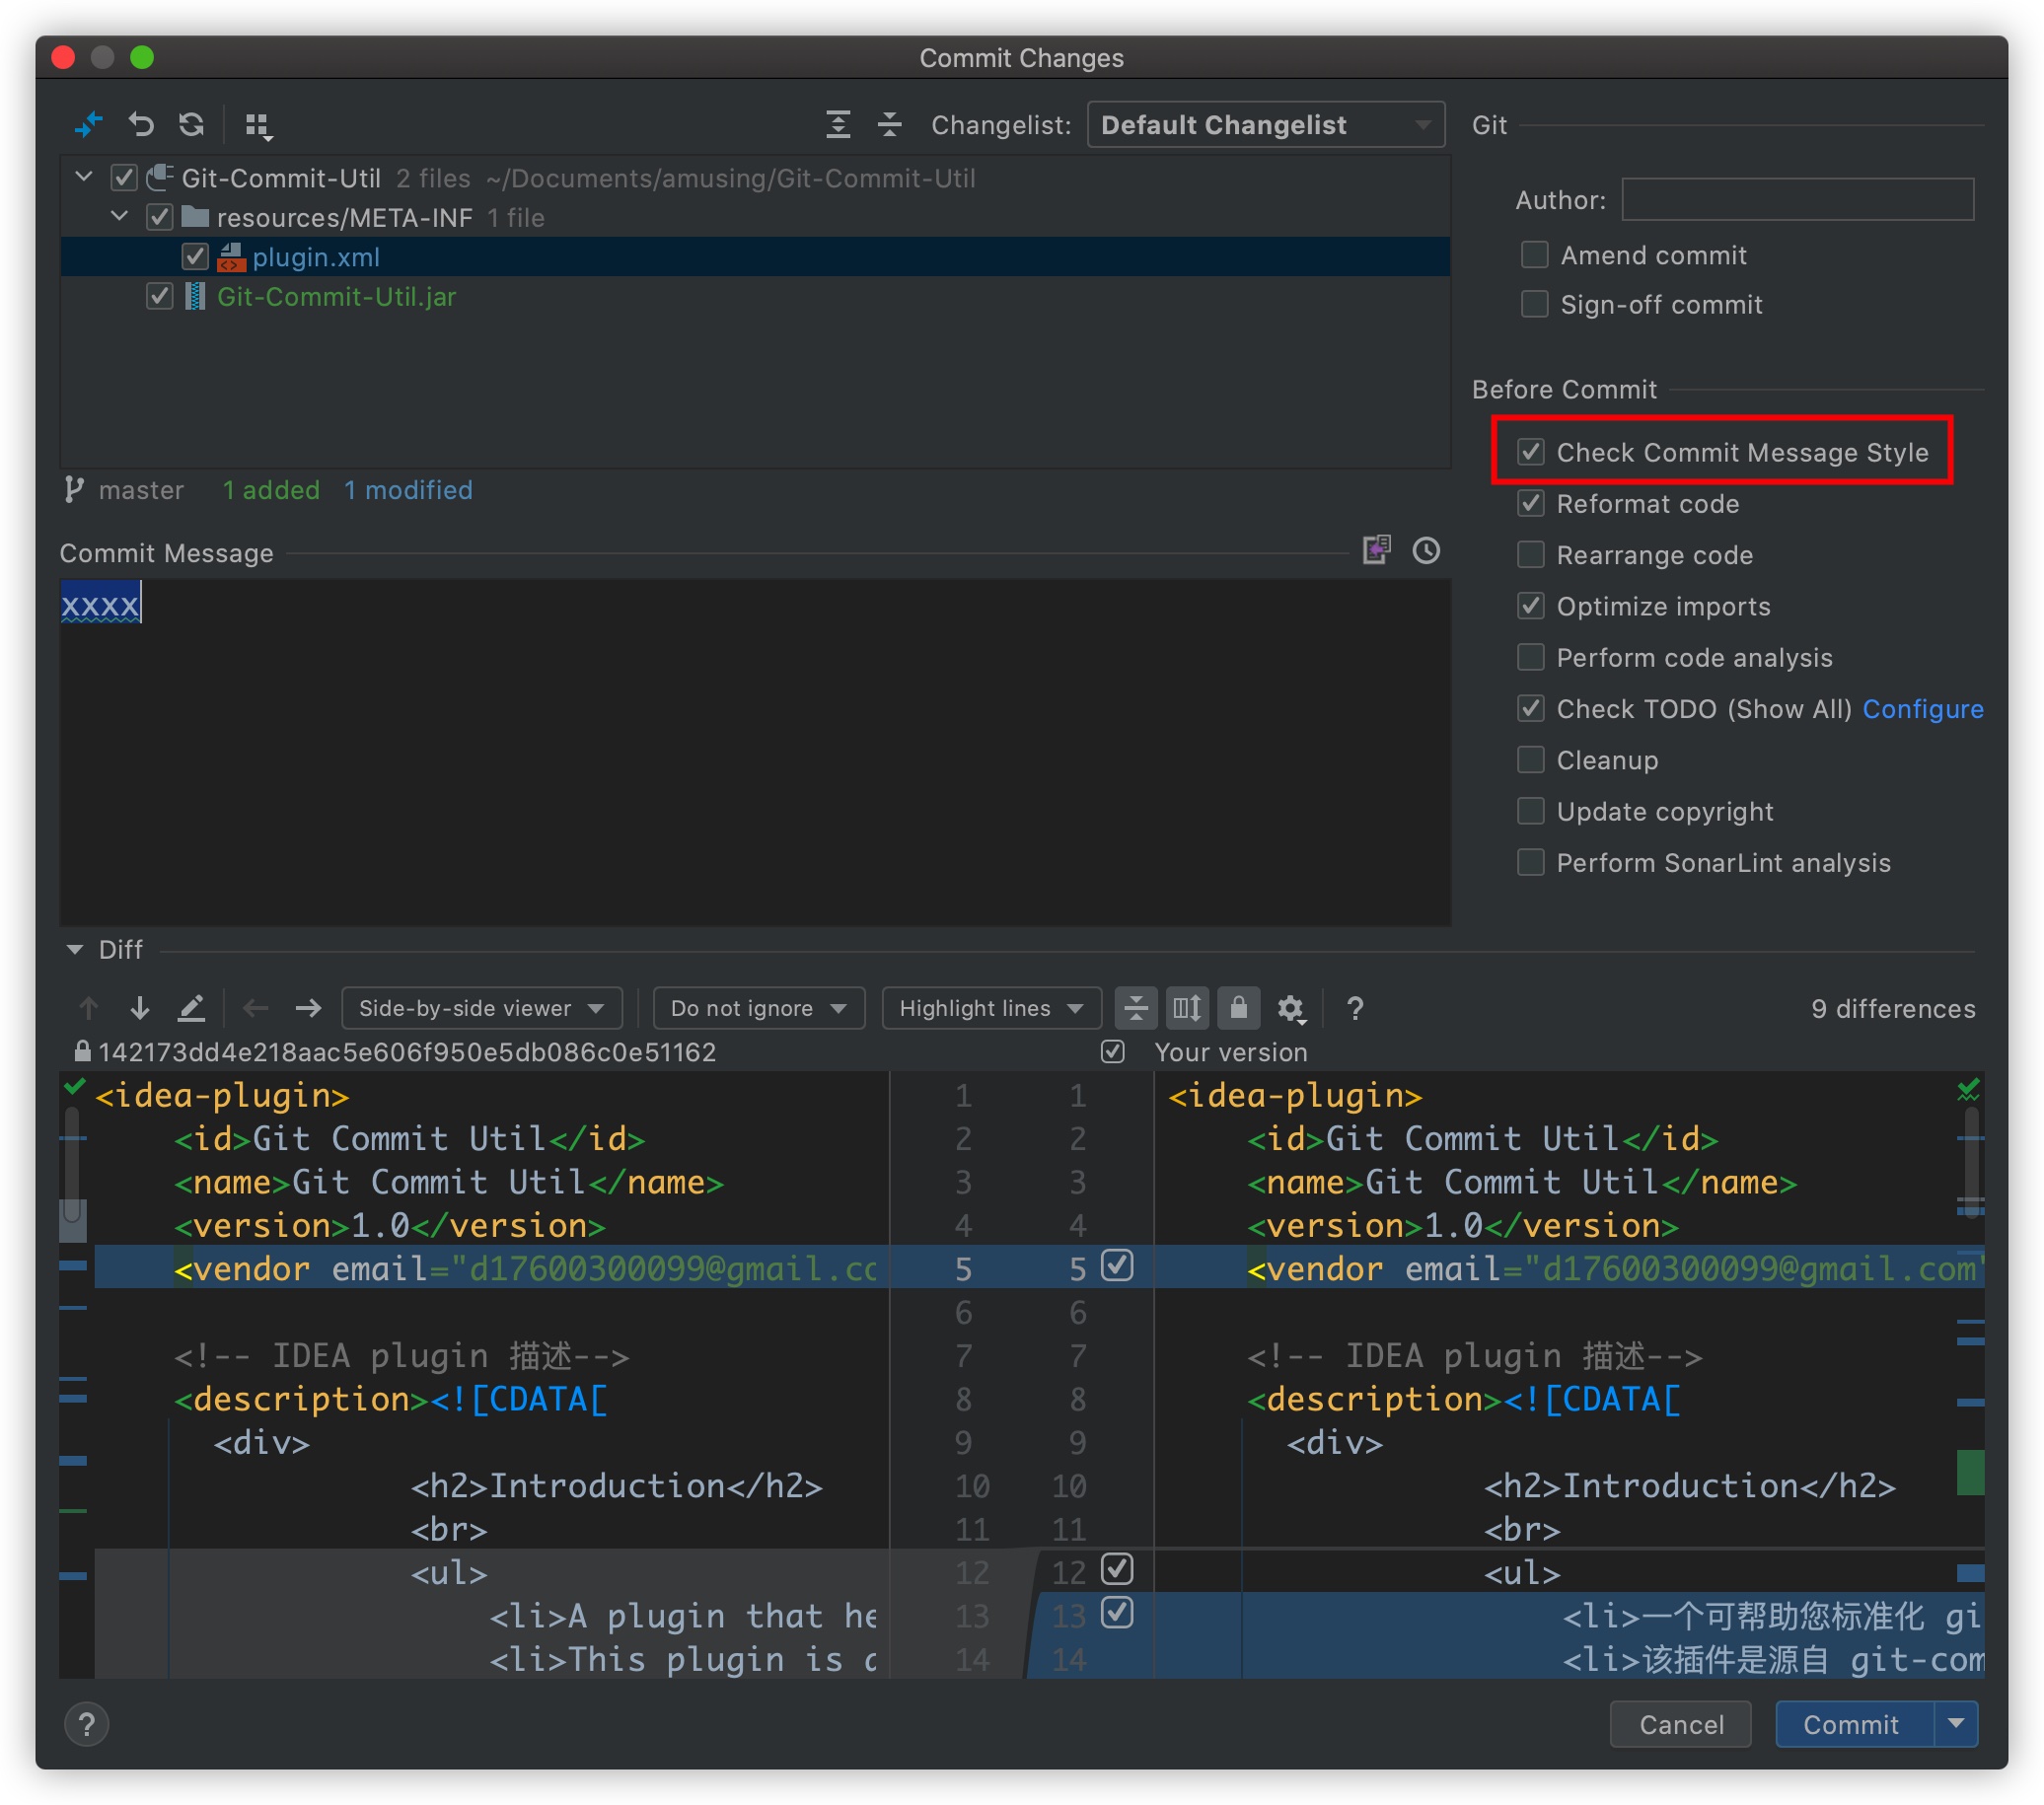 Commit Changes
Changelist: Default Changelist
Git-Commit-Util 2 files ~/Documents/amusing/Git-Commit-Util
resources/META-INF 1 file
plugin.xml
Git-Commit-Util.jar
master 1 added 1 modified
Commit Message
xxxx
Git
Author:
Amend commit
Sign-off commit
Before Commit
Check Commit Message Style
Reformat code
Rearrange code
Optimize imports
Perform code analysis
Check TODO (Show All) Configure
Cleanup
Update copyright
Perform SonarLint analysis
Diff
Side-by-side viewer Do not ignore Highlight lines ? 9 differences
142173dd4e218aac5e606f950e5db086c0e51162 Your version
<idea-plugin> 1 1 <idea-plugin>
<id>Git Commit Util</id> 2 2 <id>Git Commit Util</id>
<name>Git Commit Util</name> 3 3 <name>Git Commit Util</name>
<version>1.0</version> 4 4 <version>1.0</version>
<vendor email="d17600300099@gmail.co 5 5 <vendor email="d17600300099@gmail.com"
6 6
<!-- IDEA plugin 描述--> 7 7 <!-- IDEA plugin 描述-->
<description><![CDATA[ 8 8 <description><![CDATA[
<div> 9 9 <div>
<h2>Introduction</h2> 10 10 <h2>Introduction</h2>
<br> 11 11 <br>
<ul> 12 12 <ul>
<li>A plugin that he 13 13 <li>一个可帮助您标准化 gi
<li>This plugin is 14 14 <li>该插件是源自 git-com
? Cancel Commit